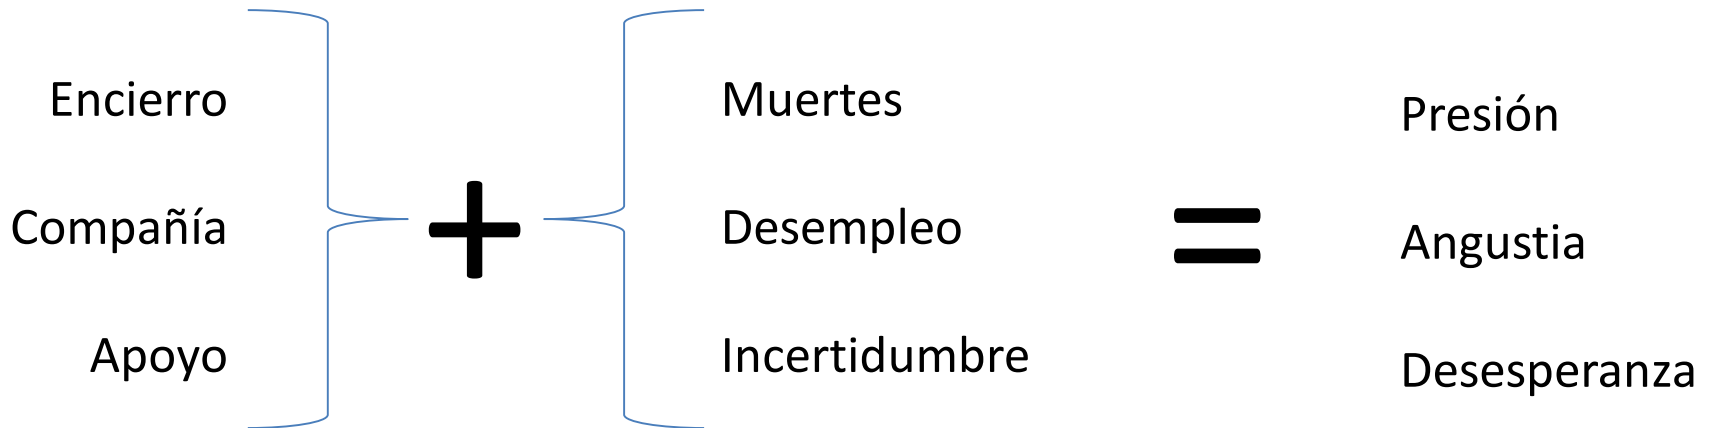 Encierro
Compañía
Apoyo
+
Muertes
Desempleo
Incertidumbre
=
Presión
Angustia
Desesperanza